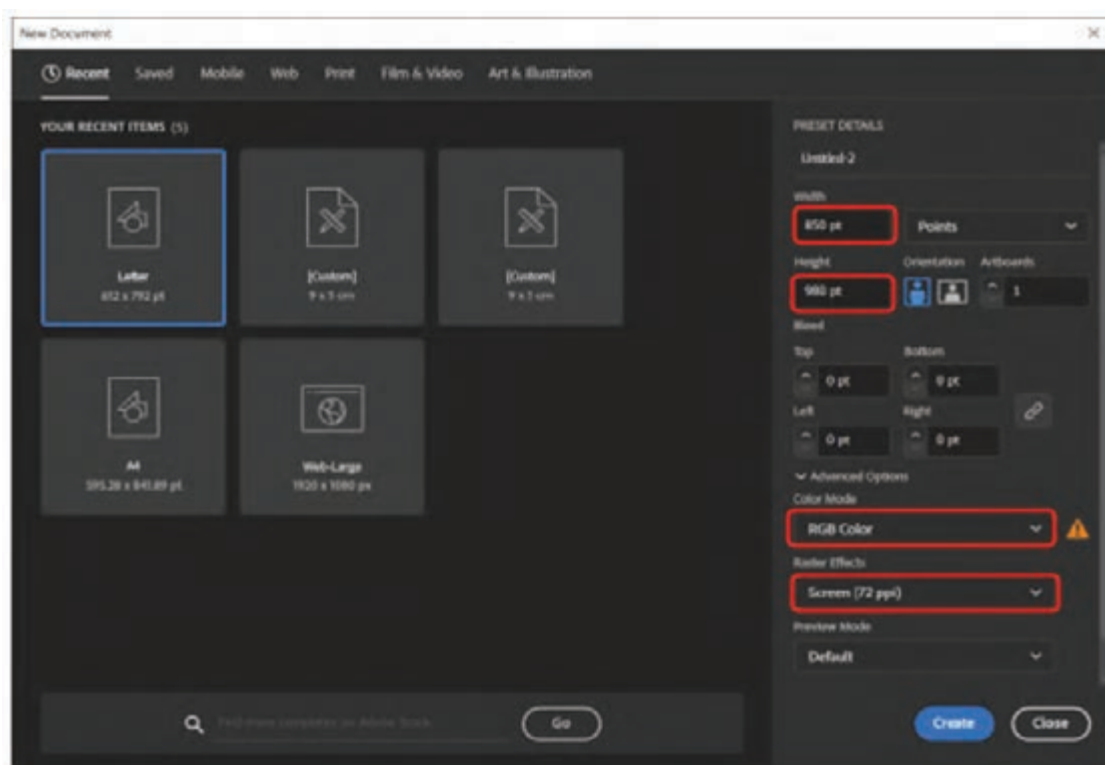 New Document
Recent Saved Mobile Web Print Film & Video Art & Illustration
YOUR RECENT ITEMS (5)
Letter
612 x 792 pt
[Custom]
9 x 5 cm
[Custom]
9 x 5 cm
A4
595.28 x 841.89 pt
Web-Large
1920 x 1080 px
Go
PRESET DETAILS
Untitled-2
Width
850 pt Points
Height Orientation Artboards
980 pt 1
Bleed
Top Bottom
0 pt 0 pt
Left Right
0 pt 0 pt
Advanced Options
Color Mode
RGB Color
Raster Effects
Screen (72 ppi)
Preview Mode
Default
Create Close